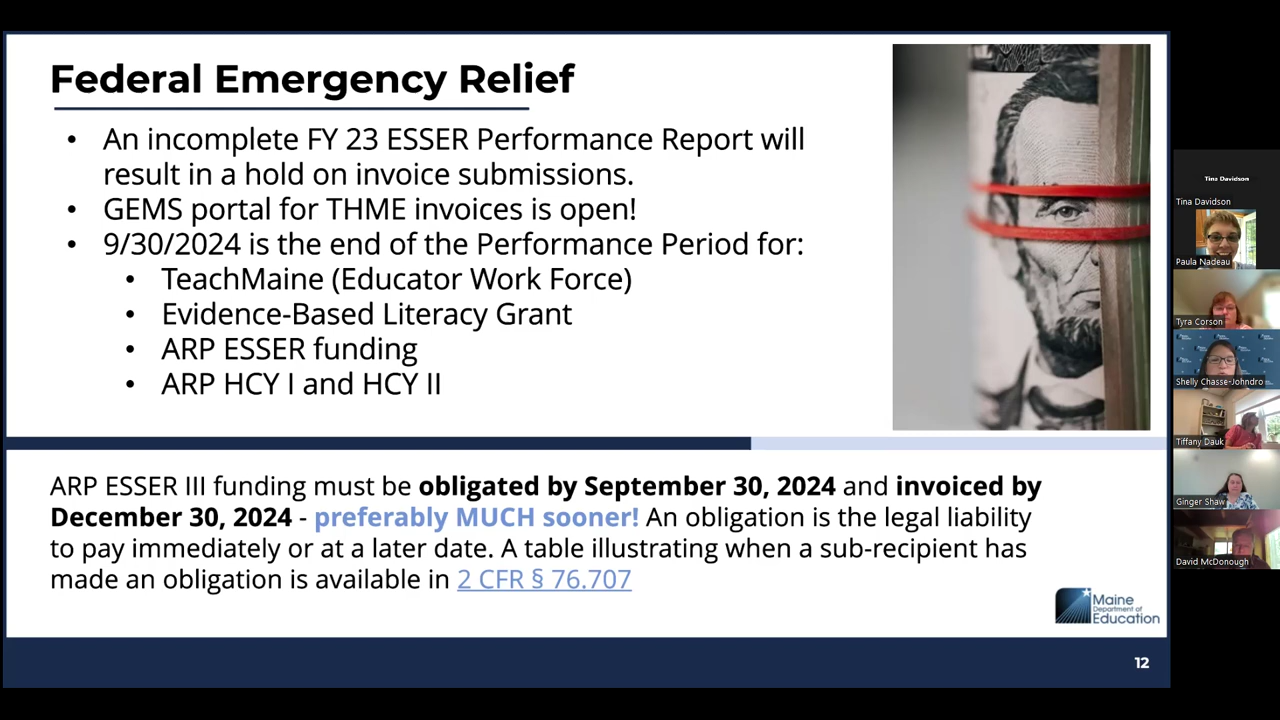 Federal Emergency Relief
• An incomplete FY 23 ESSER Performance Report will
result in a hold on invoice submissions.
• GEMS portal for THME invoices is open!
• 9/30/2024 is the end of the Performance Period for:
• TeachMaine (Educator Work Force)
• Evidence-Based Literacy Grant
• ARP ESSER funding
• ARP HCY I and HCY II
ARP ESSER III funding must be obligated by September 30, 2024 and invoiced by
December 30, 2024 - preferably MUCH sooner! An obligation is the legal liability
to pay immediately or at a later date. A table illustrating when a sub-recipient has
made an obligation is available in 2 CFR § 76.707
Maine
Department of
Education
12
Tina Davidson
Tina Davidson
Paula Nadeau
Tyra Corson
Shelly Chasse-Johndro
Tiffany Dauk
Ginger Shaw
David McDonough